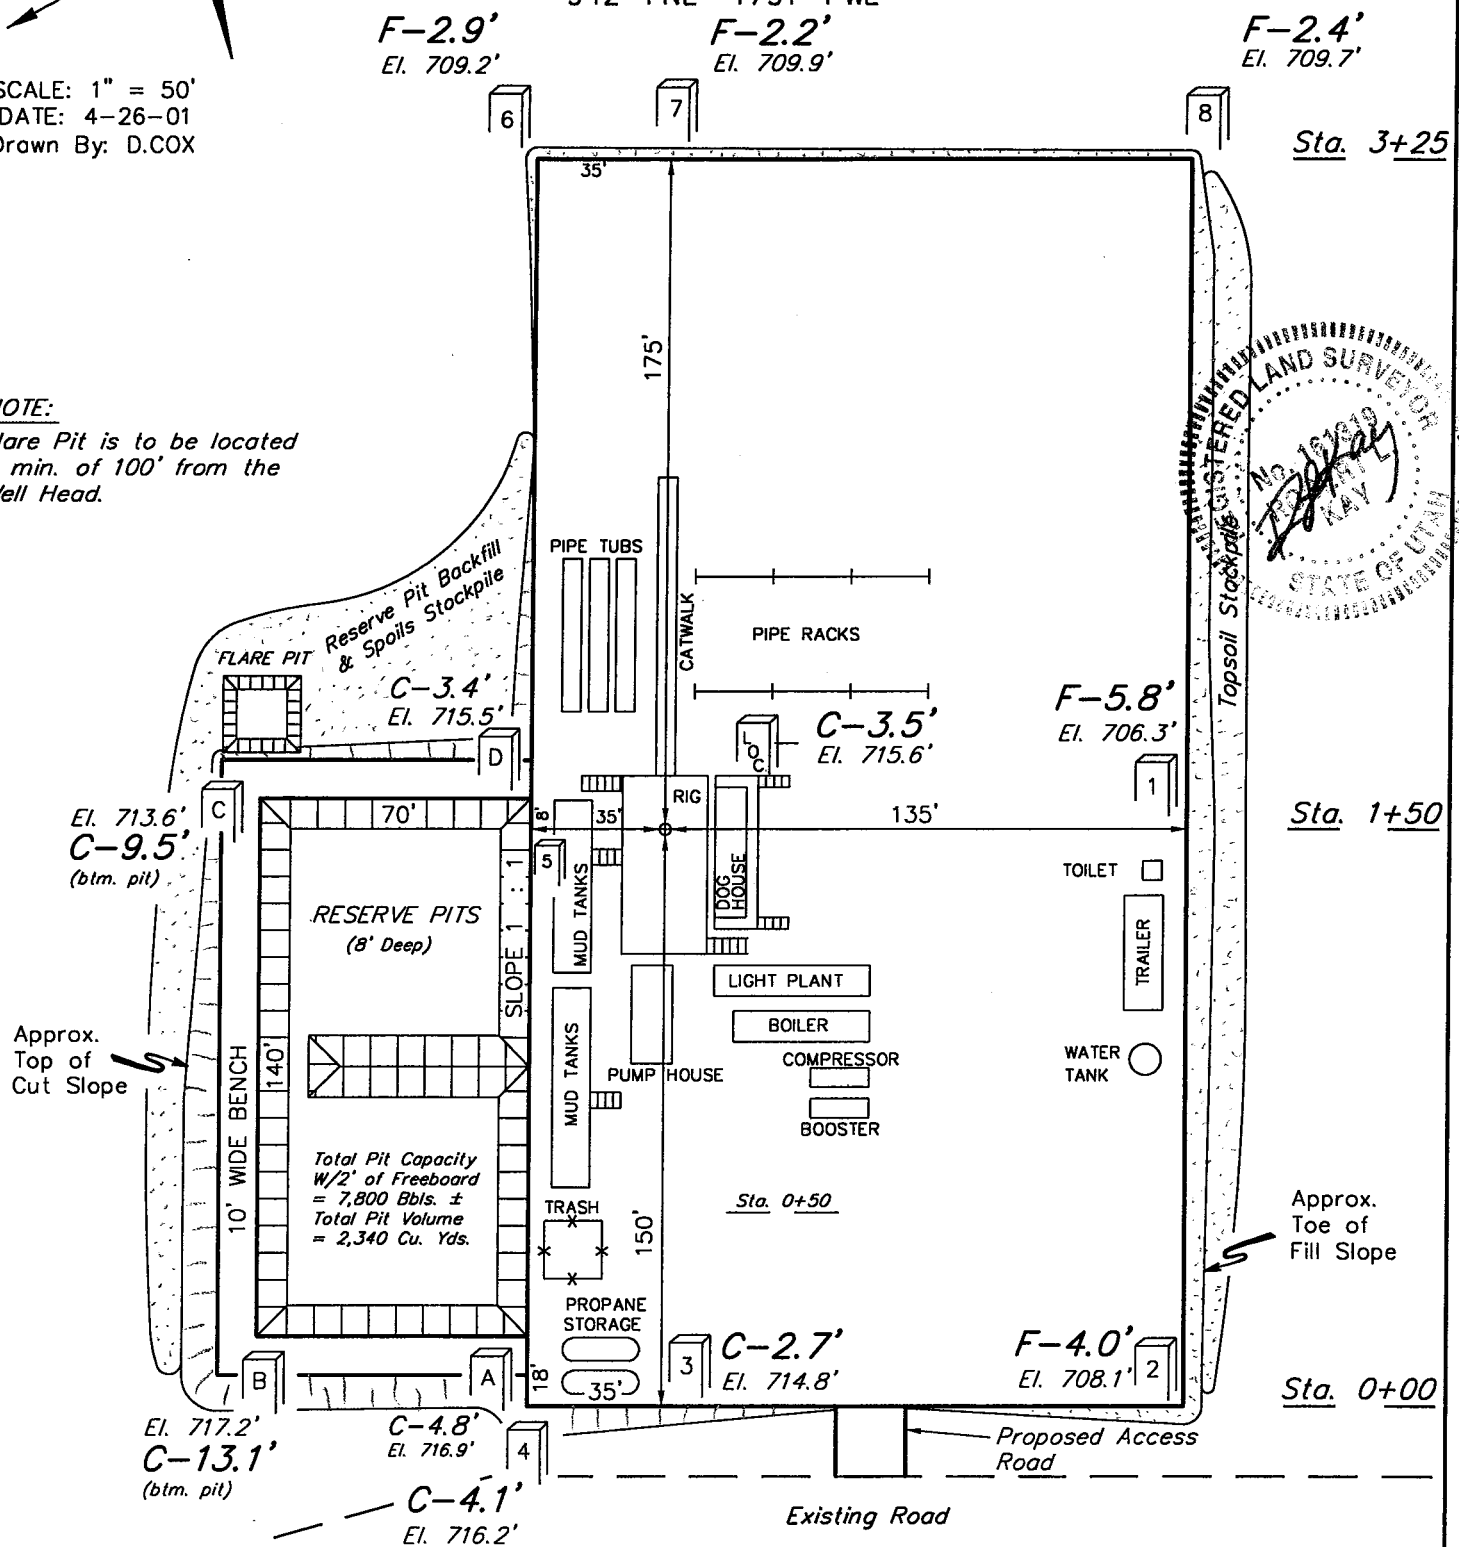 F-2.9'
El. 709.2'
F-2.2'
El. 709.9'
F-2.4'
El. 709.7'
SCALE: 1" = 50'
DATE: 4-26-01
Drawn By: D.COX
6
7
8
Sta. 3+25
35'
175'
NOTE:
Flare Pit is to be located
min. of 100' from the
Well Head.
REGISTERED LAND SURVEYOR
No. 161319
KAY
STATE OF UTAH
Reserve Pit Backfill
& Spoils Stockpile
PIPE TUBS
CATWALK
PIPE RACKS
Topsoil Stockpile
FLARE PIT
C-3.4'
El. 715.5'
D
LOC.
C-3.5'
El. 715.6'
F-5.8'
El. 706.3'
1
C
El. 713.6'
C-9.5'
(btm. pit)
70'
8'
35'
RIG
135'
Sta. 1+50
5
SLOPE 1 : 1
MUD TANKS
DOG HOUSE
TOILET
TRAILER
RESERVE PITS
(8' Deep)
LIGHT PLANT
BOILER
Approx.
Top of
Cut Slope
10' WIDE BENCH
140'
MUD TANKS
PUMP HOUSE
COMPRESSOR
BOOSTER
WATER
TANK
Total Pit Capacity
W/2' of Freeboard
= 7,800 Bbls. ±
Total Pit Volume
= 2,340 Cu. Yds.
TRASH
150'
Sta. 0+50
Approx.
Toe of
Fill Slope
PROPANE
STORAGE
35'
18'
3
C-2.7'
El. 714.8'
F-4.0'
El. 708.1'
2
Sta. 0+00
B
A
El. 717.2'
C-13.1'
(btm. pit)
C-4.8'
El. 716.9'
4
C-4.1'
El. 716.2'
Proposed Access
Road
Existing Road